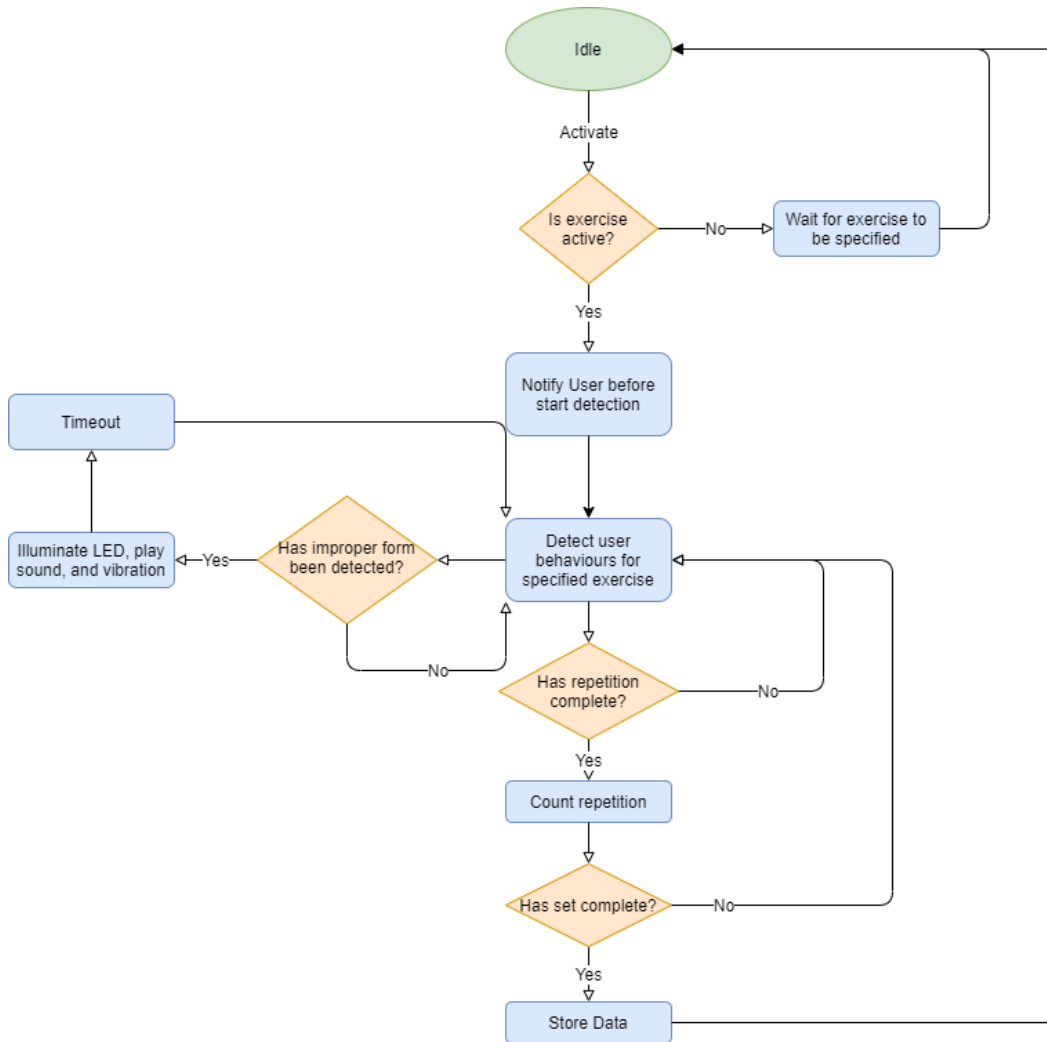 Idle
Activate
Is exercise
active?
No
Wait for exercise to
be specified
Yes
Notify User before
start detection
Timeout
Illuminate LED, play
sound, and vibration
Yes
Has improper form
been detected?
Detect user
behaviours for
specified exercise
No
Has repetition
complete?
No
Yes
Count repetition
Has set complete?
No
Yes
Store Data